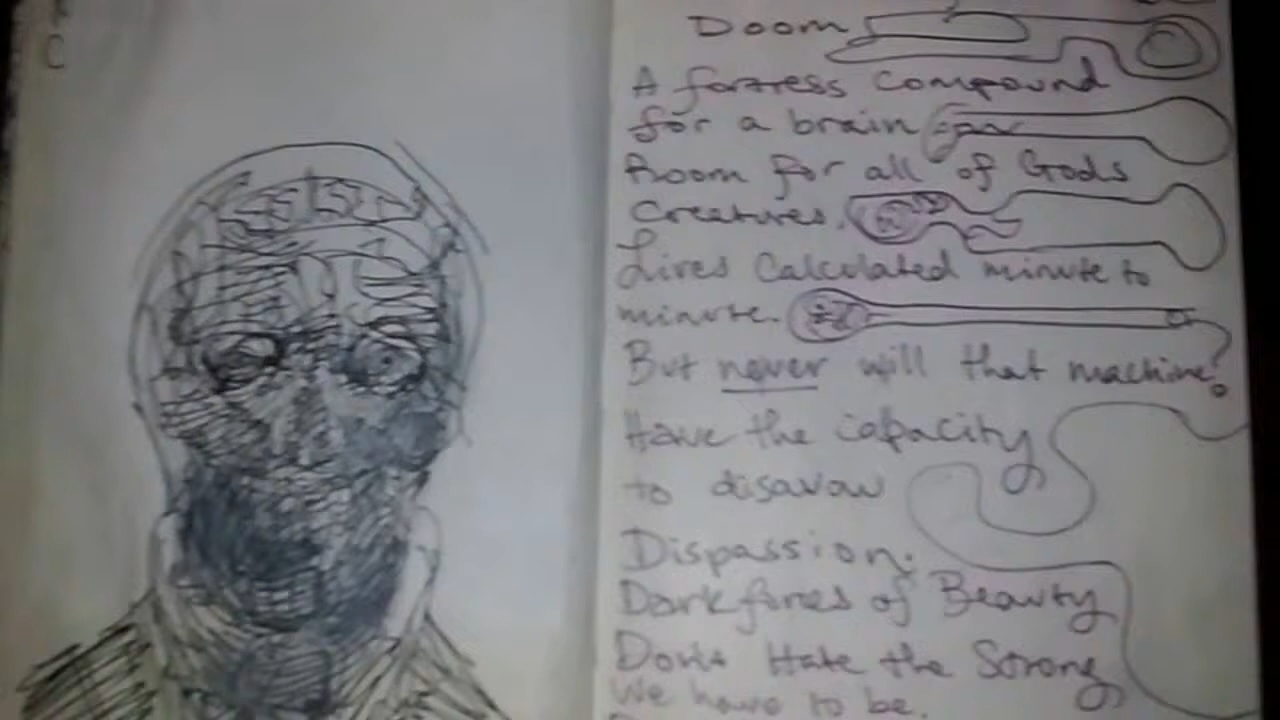 C
Doom
A fortress compound
for a brain
Room for all of Gods
Creatures.
Lives Calculated minute to
minute.
But never will that machine
Have the capacity
to disavow
Dispassion.
Dark fires of Beauty
Don't Hate the Strong
We have to be.